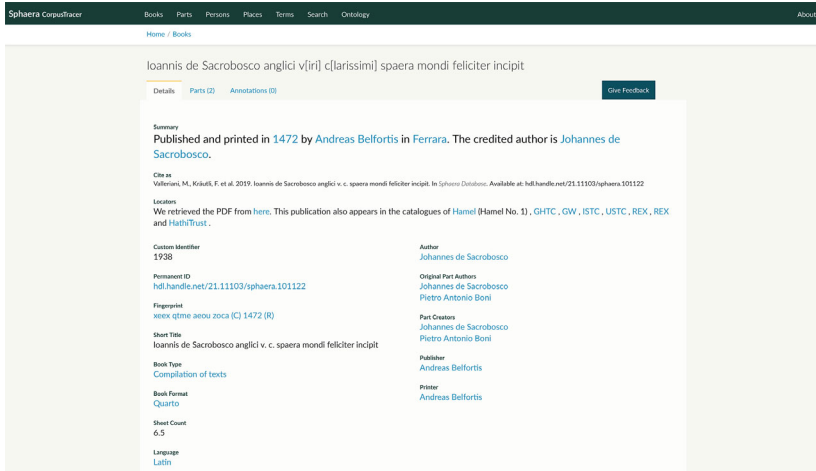 Sphaera CorpusTracer Books Parts Persons Places Terms Search Ontology About
Home / Books
Ioannis de Sacrobosco anglici v[iri] c[larissimi] spaera mondi feliciter incipit
Details Parts (2) Annotations (0) Give Feedback
Summary
Published and printed in 1472 by Andreas Belfortis in Ferrara. The credited author is Johannes de
Sacrobosco.
Cite as
Valleriani, M., Kräutli, F. et al. 2019. Ioannis de Sacrobosco anglici v. c. spaera mondi feliciter incipit. In Sphaera Database. Available at: hdl.handle.net/21.11103/sphaera.101122
Locators
We retrieved the PDF from here. This publication also appears in the catalogues of Hamel (Hamel No. 1) , GHTC , GW , ISTC , USTC , REX , REX
and HathiTrust .
Custom Identifier
1938
Permanent ID
hdl.handle.net/21.11103/sphaera.101122
Fingerprint
xeex qtme aeou zoca (C) 1472 (R)
Short Title
Ioannis de Sacrobosco anglici v. c. spaera mondi feliciter incipit
Book Type
Compilation of texts
Book Format
Quarto
Sheet Count
6.5
Language
Latin
Author
Johannes de Sacrobosco
Original Part Authors
Johannes de Sacrobosco
Pietro Antonio Boni
Part Creators
Johannes de Sacrobosco
Pietro Antonio Boni
Publisher
Andreas Belfortis
Printer
Andreas Belfortis